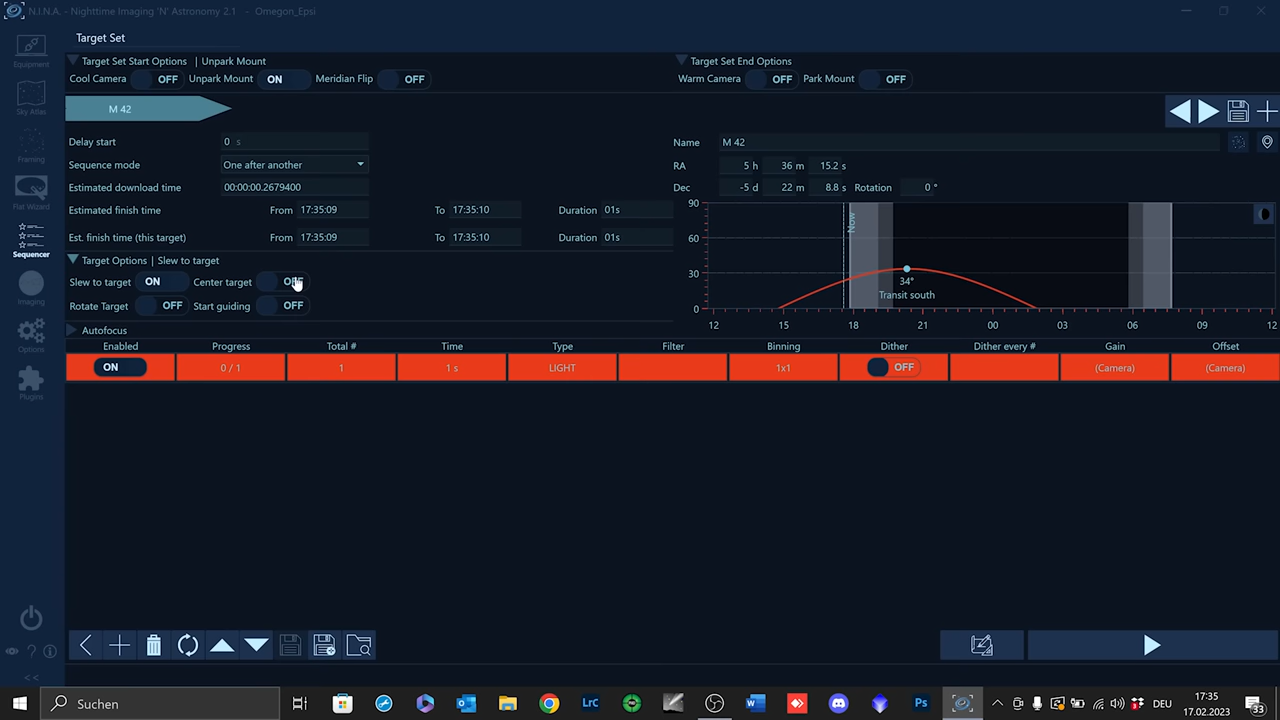 N.I.N.A. - Nighttime Imaging 'N' Astronomy 2.1 - Omegon_Epsi
Equipment
Sky Atlas
Framing
Flat Wizard
Sequencer
Imaging
Options
Plugins
<<
Target Set
Target Set Start Options | Unpark Mount
Cool Camera OFF Unpark Mount ON Meridian Flip OFF
Target Set End Options
Warm Camera OFF Park Mount OFF
M 42
Delay start 0 s
Sequence mode One after another
Estimated download time 00:00:00.2679400
Estimated finish time From 17:35:09 To 17:35:10 Duration 01s
Est. finish time (this target) From 17:35:09 To 17:35:10 Duration 01s
Target Options | Slew to target
Slew to target ON Center target OFF
Rotate Target OFF Start guiding OFF
Name M 42
RA 5 h 36 m 15.2 s
Dec -5 d 22 m 8.8 s Rotation 0 °
90
60
30
0
Now
34°
Transit south
12 15 18 21 00 03 06 09 12
Autofocus
Enabled Progress Total # Time Type Filter Binning Dither Dither every # Gain Offset
ON 0 / 1 1 1 s LIGHT 1x1 OFF (Camera) (Camera)
Suchen
LrC
Ps
DEU
17:35
17.02.2023
33